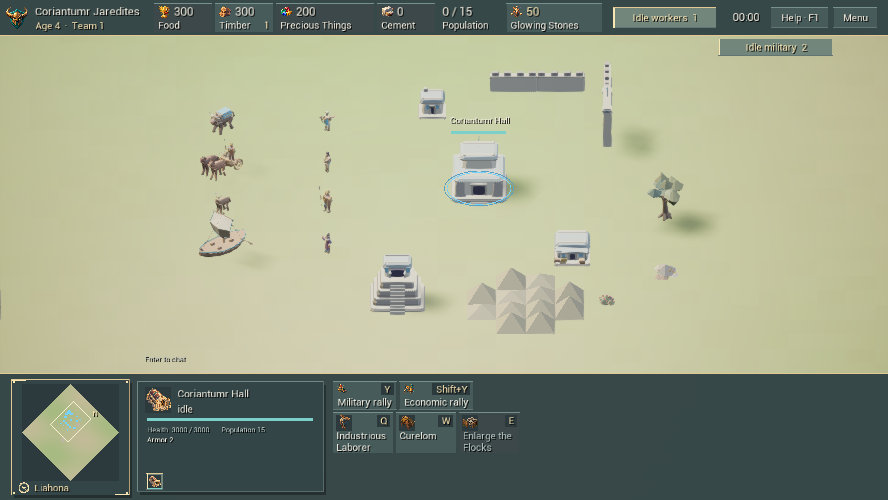 Coriantumr Jaredites
Age 4 · Team 1
300
Food
300
Timber 1
200
Precious Things
0
Cement
0 / 15
Population
50
Glowing Stones
Idle workers 1
00:00
Help · F1
Menu
Idle military 2
Coriantumr Hall
Enter to chat
Liahona
Coriantumr Hall
idle
Health 3000 / 3000 Population 15
Armor 2
Y
Military rally
Shift+Y
Economic rally
Q
Industrious
Laborer
W
Curelom
E
Enlarge the
Flocks